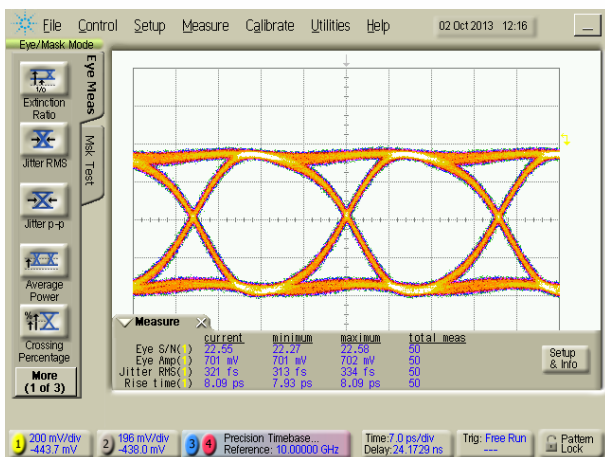 File Control Setup Measure Calibrate Utilities Help 02 Oct 2013 12:16
Eye/Mask Mode
Eye Meas
Msk Test
1/0
Extinction
Ratio
Jitter RMS
Jitter p-p
Average
Power
%
Crossing
Percentage
More
(1 of 3)
Measure
current minimum maximum total meas
Eye S/N(1) 22.55 22.27 22.58 50
Eye Amp(1) 701 mV 701 mV 702 mV 50
Jitter RMS(1) 321 fs 313 fs 334 fs 50
Rise time(1) 8.09 ps 7.93 ps 8.09 ps 50
Setup
& Info
1 200 mV/div
-443.7 mV
2 196 mV/div
-438.0 mV
3 4 Precision Timebase...
Reference: 10.00000 GHz
Time:7.0 ps/div
Delay:24.1729 ns
Trig: Free Run
---
Pattern
Lock